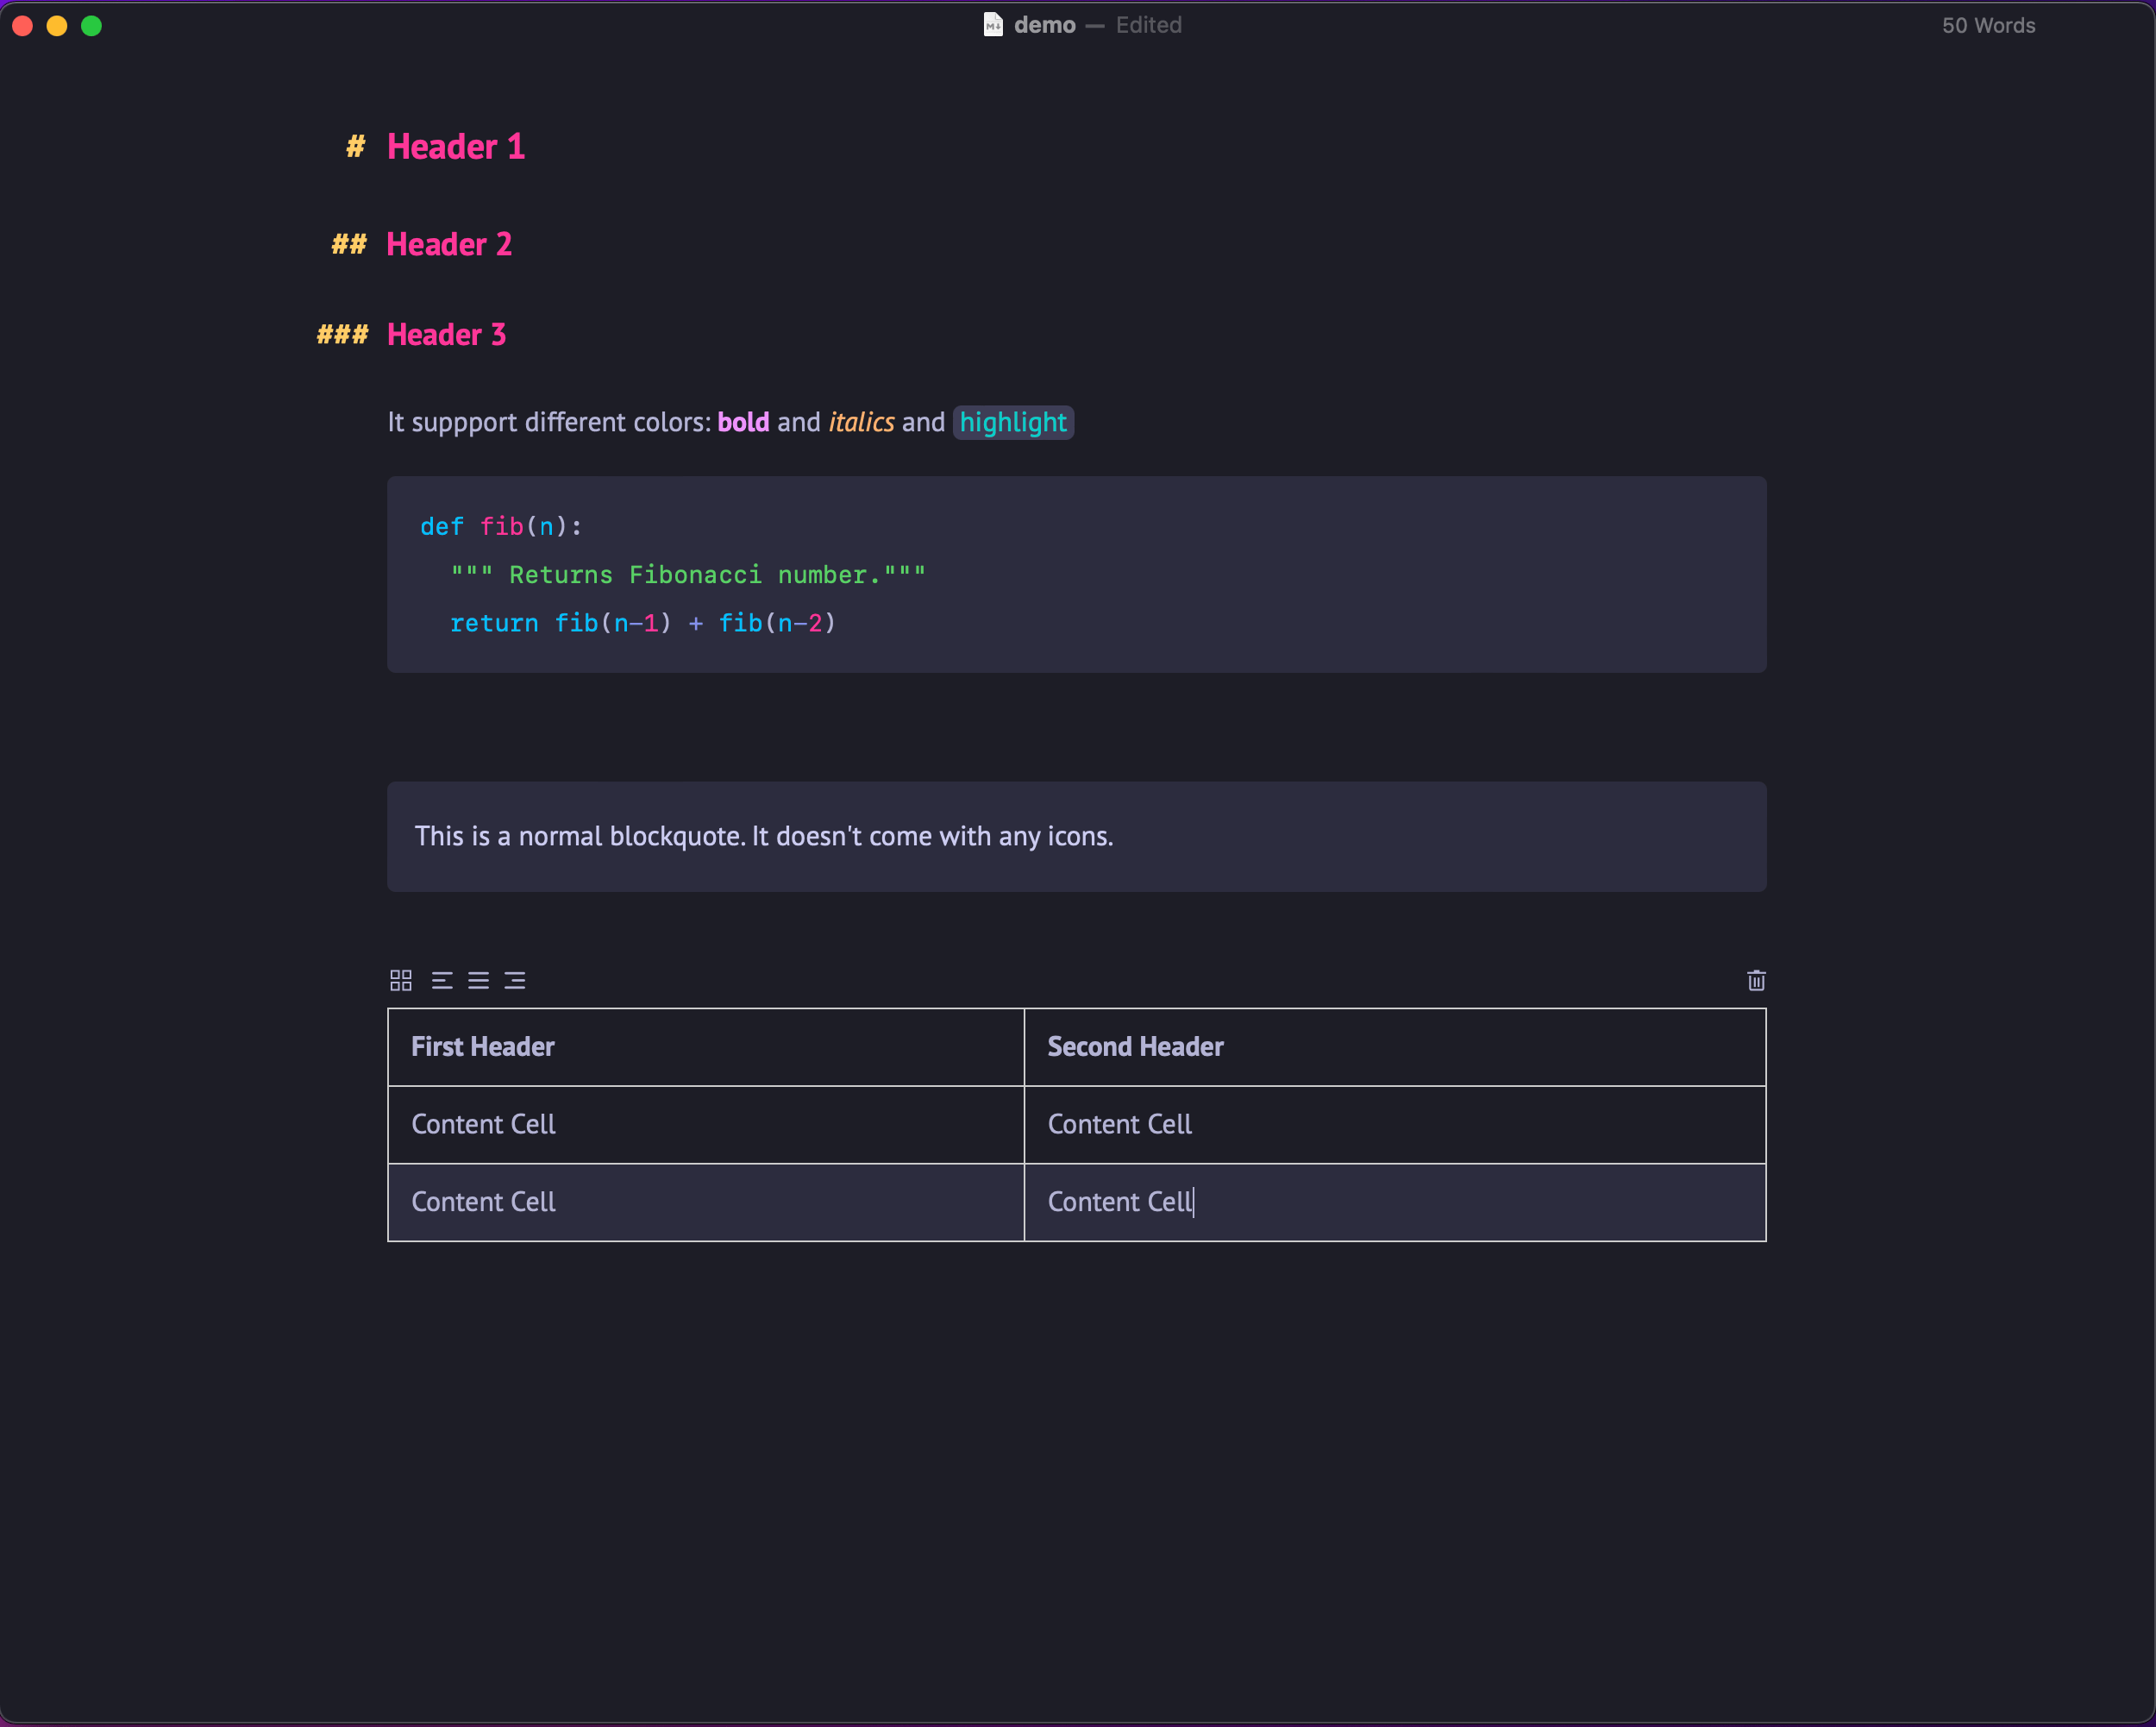 demo — Edited
50 Words
# Header 1
## Header 2
### Header 3
It suppport different colors: bold and italics and highlight
def fib(n):
""" Returns Fibonacci number."""
return fib(n-1) + fib(n-2)
This is a normal blockquote. It doesn't come with any icons.
First Header Second Header
Content Cell Content Cell
Content Cell Content Cell